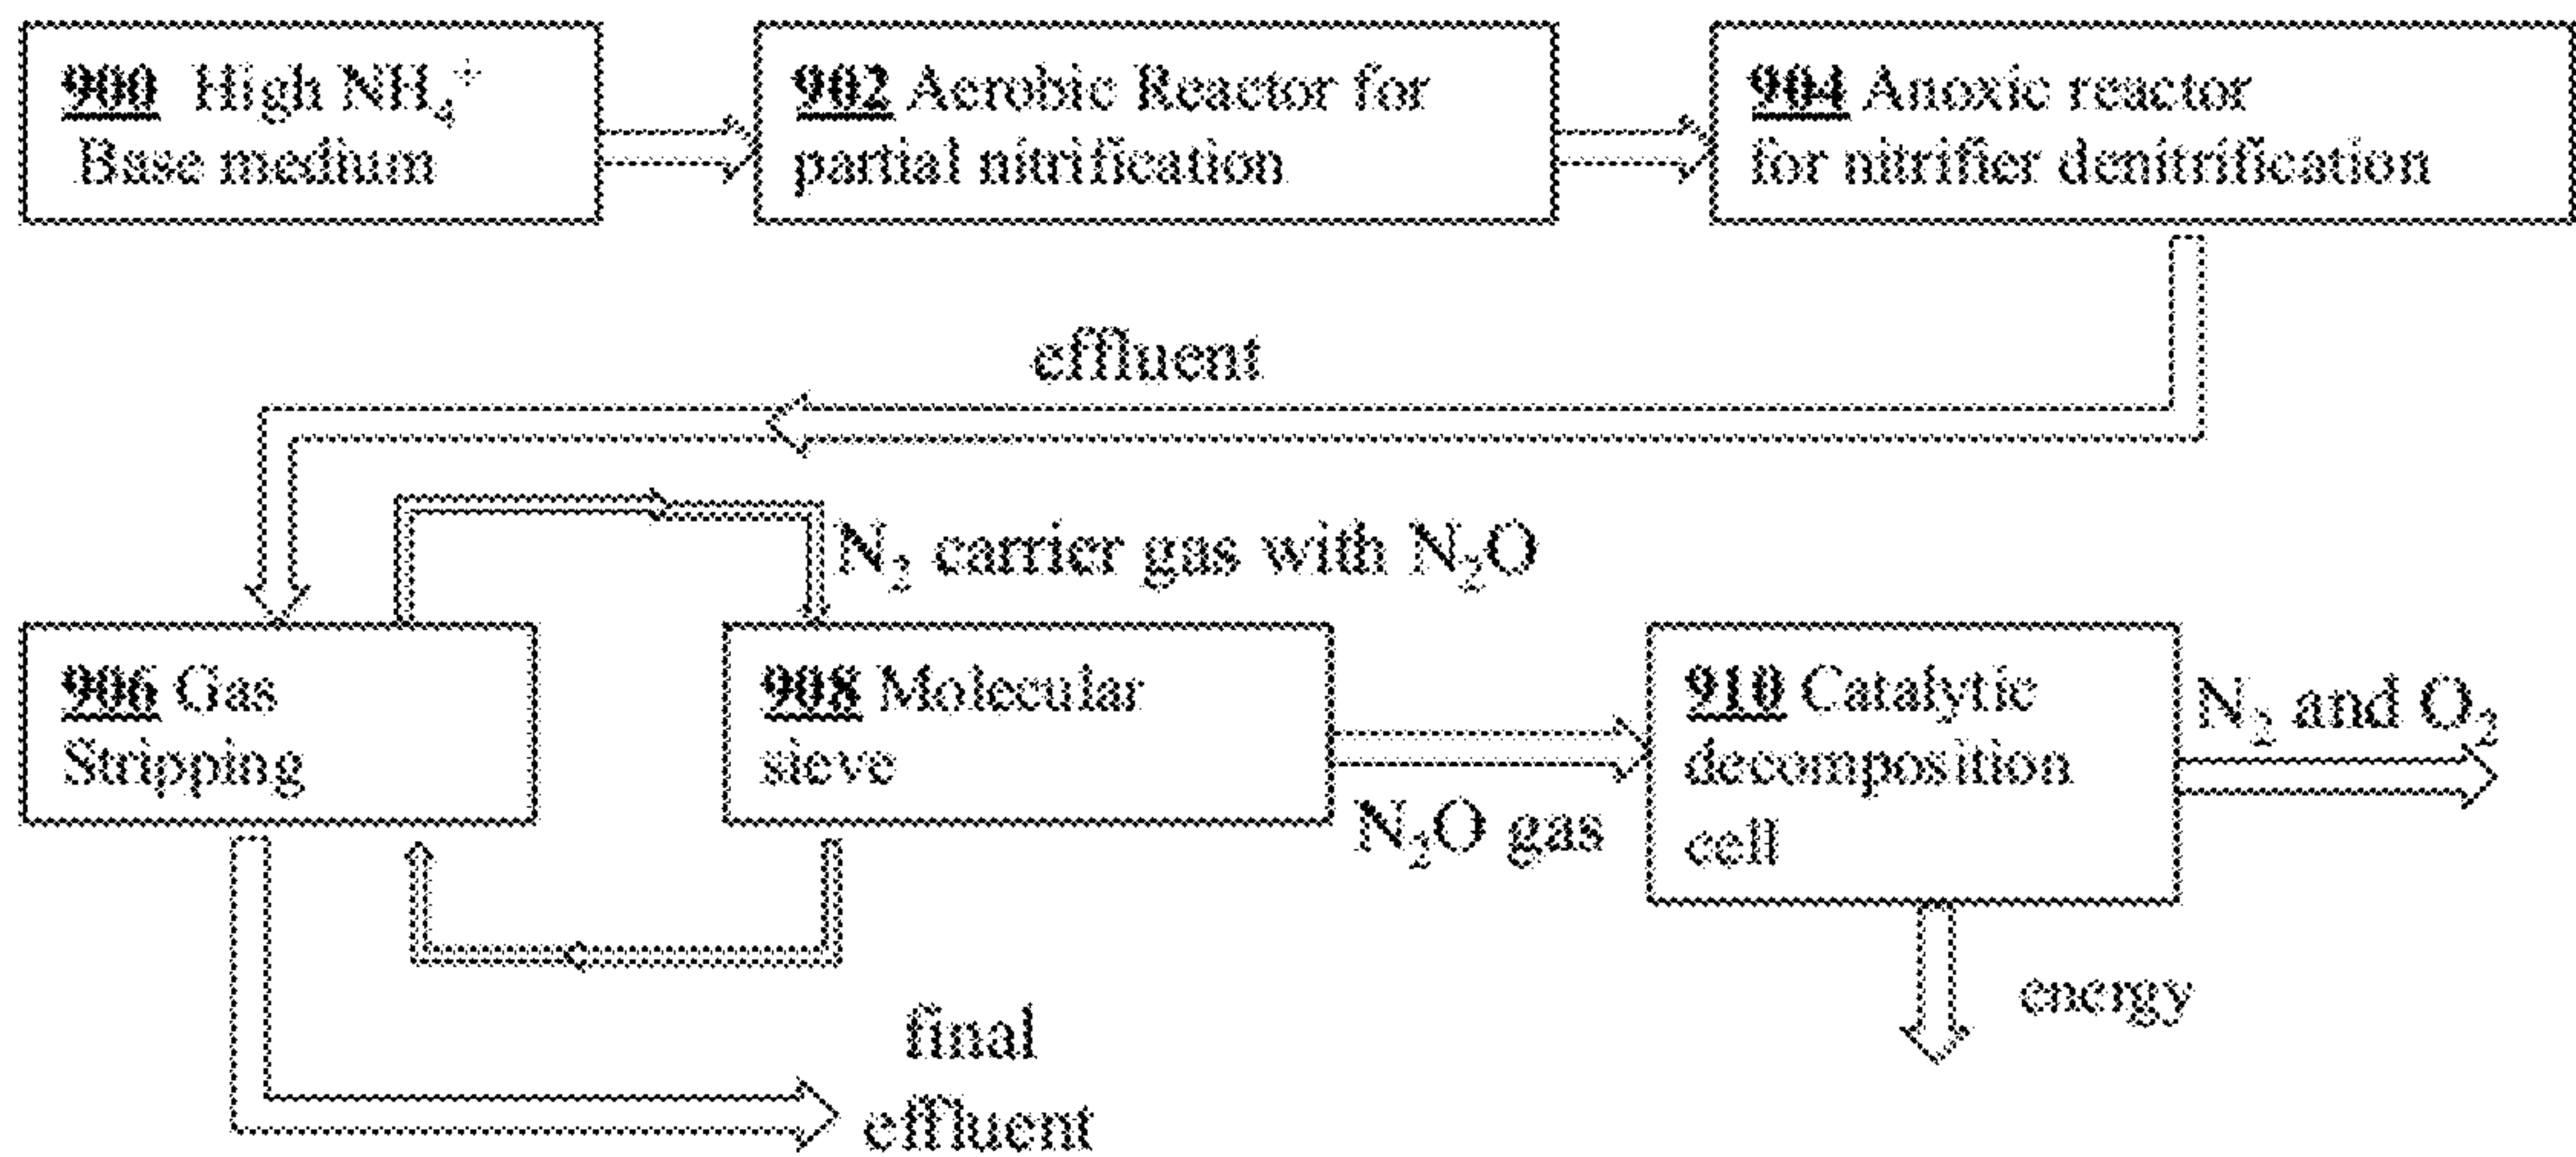 900 High NH₄⁺
Base medium
902 Aerobic Reactor for
partial nitrification
904 Anoxic reactor
for nitrifier denitrification
effluent
N₂ carrier gas with N₂O
906 Gas
Stripping
908 Molecular
sieve
N₂O gas
910 Catalytic
decomposition
cell
N₂ and O₂
energy
final
effluent